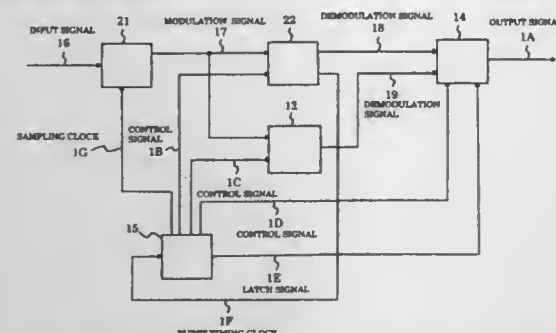 21
MODULATION SIGNAL
22
DEMODULATION SIGNAL
14
OUTPUT SIGNAL
INPUT SIGNAL
17
18
1A
16
19
DEMODULATION
SIGNAL
13
SAMPLING CLOCK
CONTROL
SIGNAL
1G
1B
1C
CONTROL SIGNAL
1D
15
CONTROL SIGNAL
1E
LATCH SIGNAL
1F